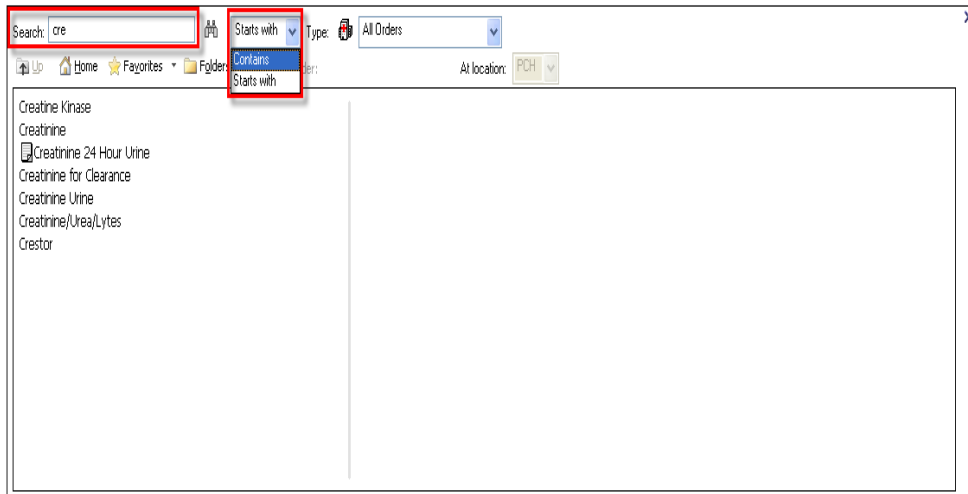 Search: cre Starts with Type: All Orders
Up Home Favorites Folders der: At location: PCH
Contains
Starts with
Creatine Kinase
Creatinine
Creatinine 24 Hour Urine
Creatinine for Clearance
Creatinine Urine
Creatinine/Urea/Lytes
Crestor